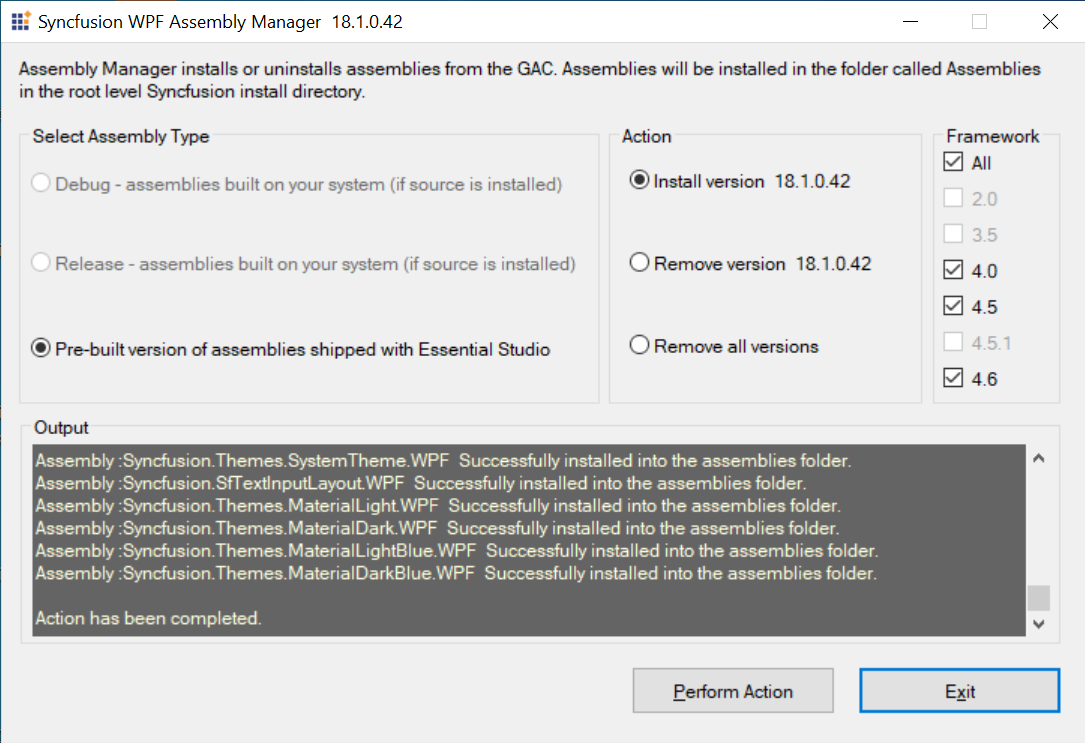 Syncfusion WPF Assembly Manager  18.1.0.42
Assembly Manager installs or uninstalls assemblies from the GAC. Assemblies will be installed in the folder called Assemblies
in the root level Syncfusion install directory.
Select Assembly Type
Debug - assemblies built on your system (if source is installed)
Release - assemblies built on your system (if source is installed)
Pre-built version of assemblies shipped with Essential Studio
Action
Install version  18.1.0.42
Remove version  18.1.0.42
Remove all versions
Framework
All
2.0
3.5
4.0
4.5
4.5.1
4.6
Output
Assembly :Syncfusion.Themes.SystemTheme.WPF  Successfully installed into the assemblies folder.
Assembly :Syncfusion.SfTextInputLayout.WPF  Successfully installed into the assemblies folder.
Assembly :Syncfusion.Themes.MaterialLight.WPF  Successfully installed into the assemblies folder.
Assembly :Syncfusion.Themes.MaterialDark.WPF  Successfully installed into the assemblies folder.
Assembly :Syncfusion.Themes.MaterialLightBlue.WPF  Successfully installed into the assemblies folder.
Assembly :Syncfusion.Themes.MaterialDarkBlue.WPF  Successfully installed into the assemblies folder.
Action has been completed.
Perform Action
Exit